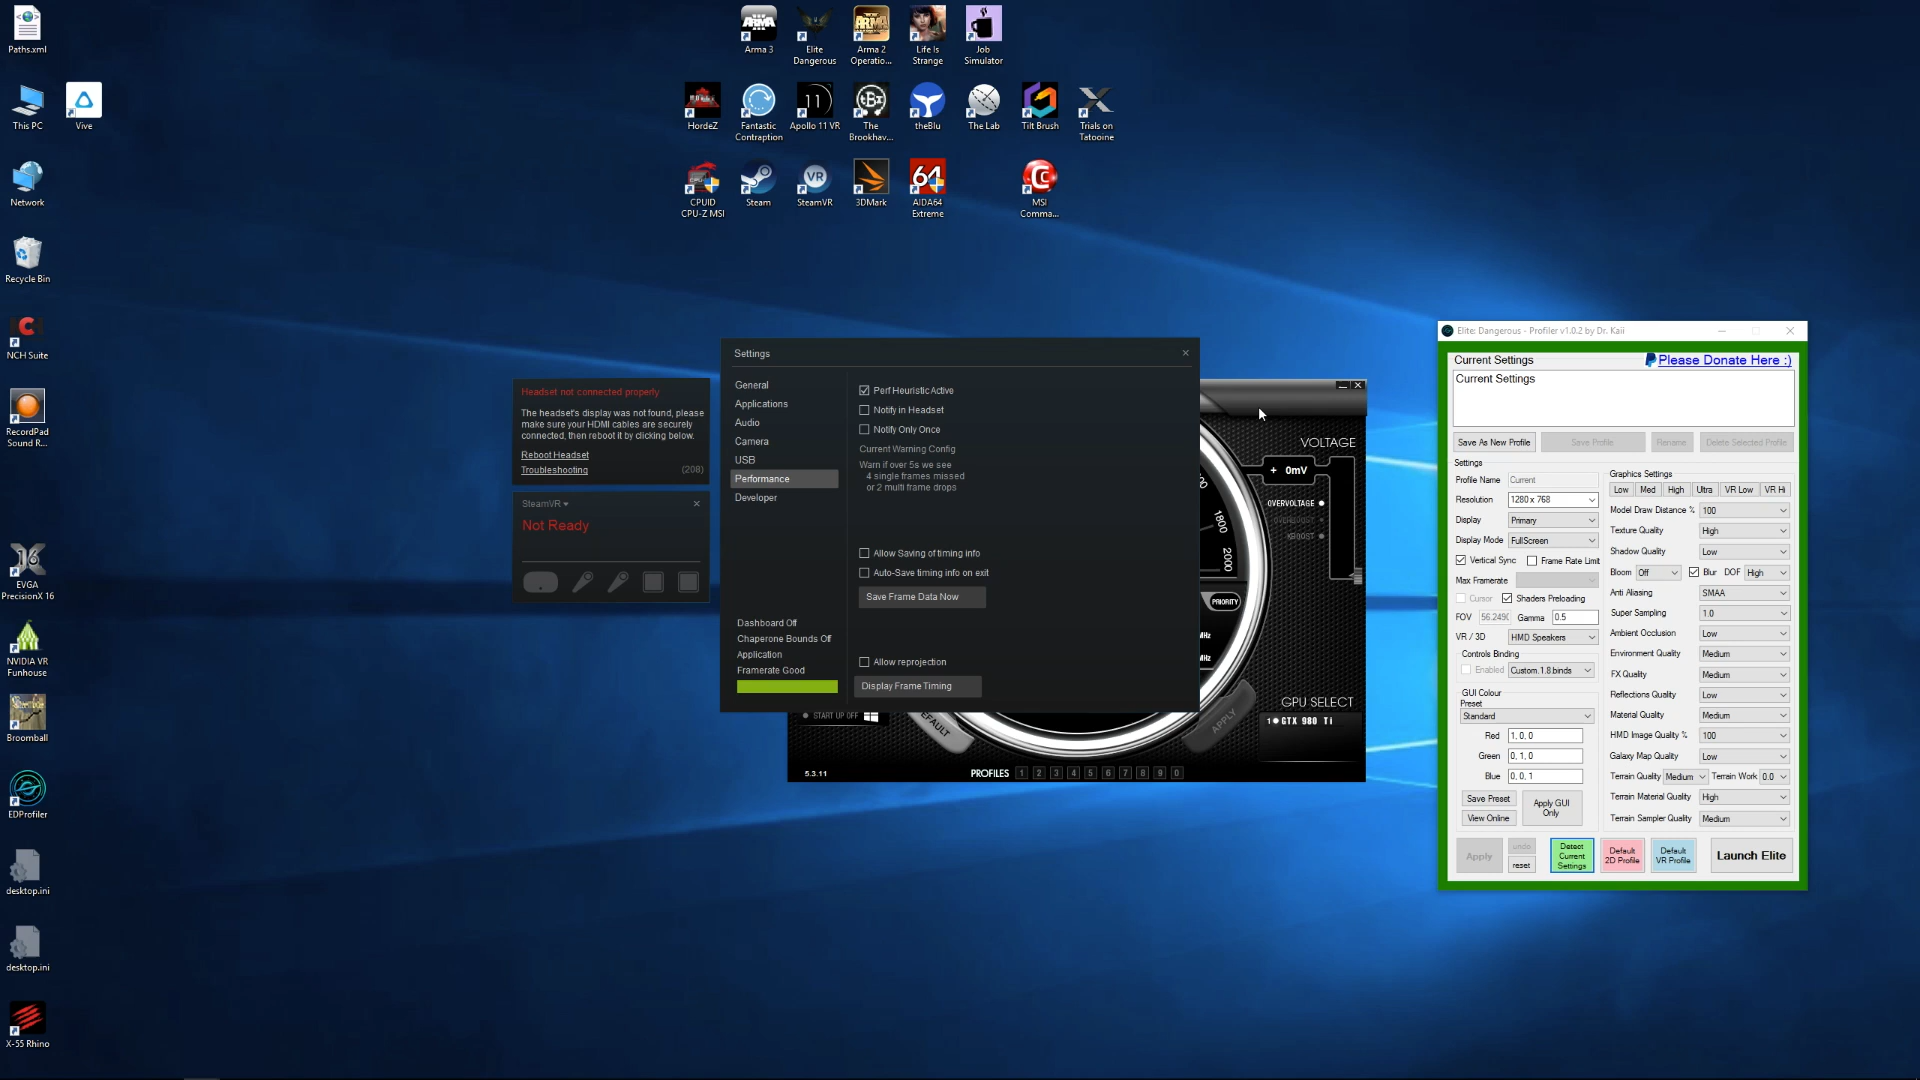 Paths.xml
Arma 3
Elite Dangerous
Arma 2 Operatio...
Life Is Strange
Job Simulator
This PC
Vive
HordeZ
Fantastic Contraption
Apollo 11 VR
The Brookhav...
theBlu
The Lab
Tilt Brush
Trials on Tatooine
Network
CPUID CPU-Z MSI
Steam
SteamVR
3DMark
AIDA64 Extreme
MSI Comma...
Recycle Bin
NCH Suite
RecordPad Sound R...
EVGA PrecisionX 16
NVIDIA VR Funhouse
Broomball
EDProfiler
desktop.ini
desktop.ini
X-55 Rhino
Headset not connected properly
The headset's display was not found, please
make sure your HDMI cables are securely
connected, then reboot it by clicking below.
Reboot Headset
Troubleshooting (208)
SteamVR
Not Ready
Settings
General
Applications
Audio
Camera
USB
Performance
Developer
Dashboard Off
Chaperone Bounds Off
Application
Framerate Good
Perf Heuristic Active
Notify in Headset
Notify Only Once
Current Warning Config
Warn if over 5s we see
4 single frames missed
or 2 multi frame drops
Allow Saving of timing info
Auto-Save timing info on exit
Save Frame Data Now
Allow reprojection
Display Frame Timing
VOLTAGE
+ 0mV
OVERVOLTAGE
OVERBOOST
KBOOST
1800
2000
PRIORITY
GPU SELECT
1 GTX 980 Ti
START UP OFF
APPLY
5.3.11
PROFILES 1 2 3 4 5 6 7 8 9 0
Elite: Dangerous - Profiler v1.0.2 by Dr. Kaii
Current Settings
Please Donate Here :)
Current Settings
Save As New Profile
Save Profile
Rename
Delete Selected Profile
Settings
Profile Name Current
Resolution 1280 x 768
Display Primary
Display Mode FullScreen
Vertical Sync Frame Rate Limit
Max Framerate
Cursor Shaders Preloading
FOV 56.249 Gamma 0.5
VR / 3D HMD Speakers
Controls Binding
Enabled Custom.1.8.binds
GUI Colour
Preset
Standard
Red 1, 0, 0
Green 0, 1, 0
Blue 0, 0, 1
Save Preset
View Online
Apply GUI Only
Graphics Settings
Low Med High Ultra VR Low VR Hi
Model Draw Distance % 100
Texture Quality High
Shadow Quality Low
Bloom Off Blur DOF High
Anti Aliasing SMAA
Super Sampling 1.0
Ambient Occlusion Low
Environment Quality Medium
FX Quality Medium
Reflections Quality Low
Material Quality Medium
HMD Image Quality % 100
Galaxy Map Quality Low
Terrain Quality Medium Terrain Work 0.0
Terrain Material Quality High
Terrain Sampler Quality Medium
Apply
undo
reset
Detect Current Settings
Default 2D Profile
Default VR Profile
Launch Elite